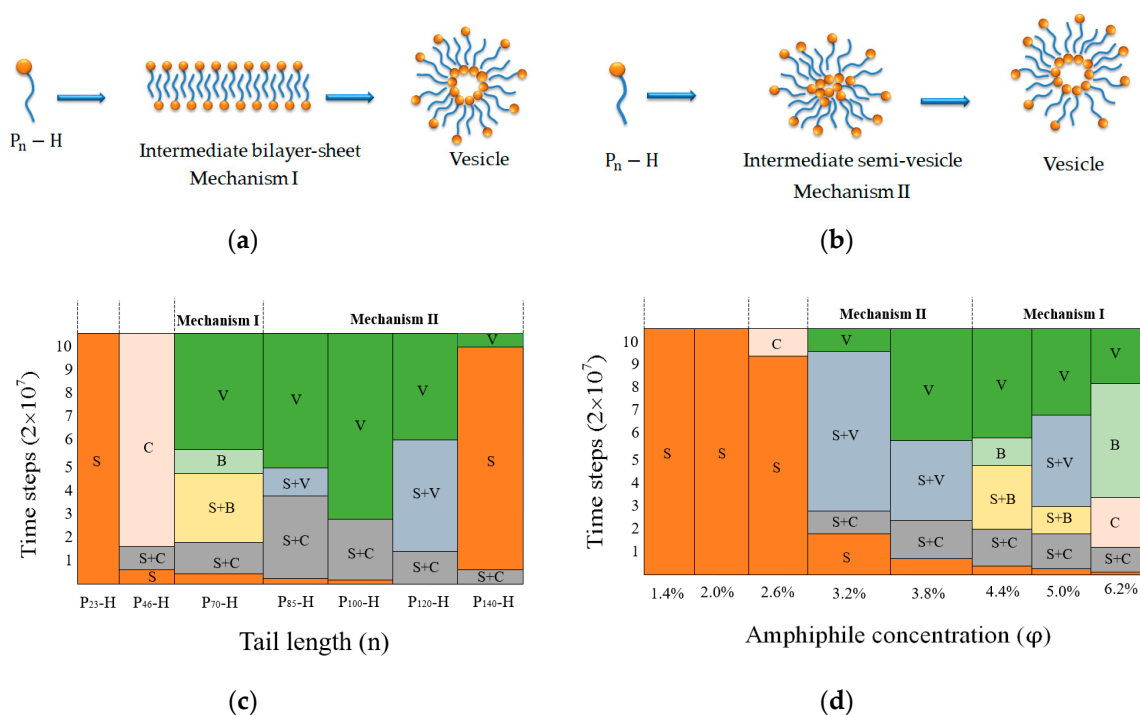 Pn − H
Intermediate bilayer-sheet
Mechanism I
Vesicle
(a)
Pn − H
Intermediate semi-vesicle
Mechanism II
Vesicle
(b)
Mechanism I
Mechanism II
Time steps (2×10⁷)
10
9
8
7
6
5
4
3
2
1
S
C
S+C
S
V
B
S+B
S+C
V
S+V
S+C
V
S+C
V
S+V
S+C
V
S
S+C
P23-H
P46-H
P70-H
P85-H
P100-H
P120-H
P140-H
Tail length (n)
(c)
Mechanism II
Mechanism I
Time steps (2×10⁷)
10
9
8
7
6
5
4
3
2
1
S
S
C
S
V
S+V
S+C
S
V
S+V
S+C
V
B
S+B
S+C
V
S+V
S+B
S+C
V
B
C
S+C
1.4%
2.0%
2.6%
3.2%
3.8%
4.4%
5.0%
6.2%
Amphiphile concentration (φ)
(d)